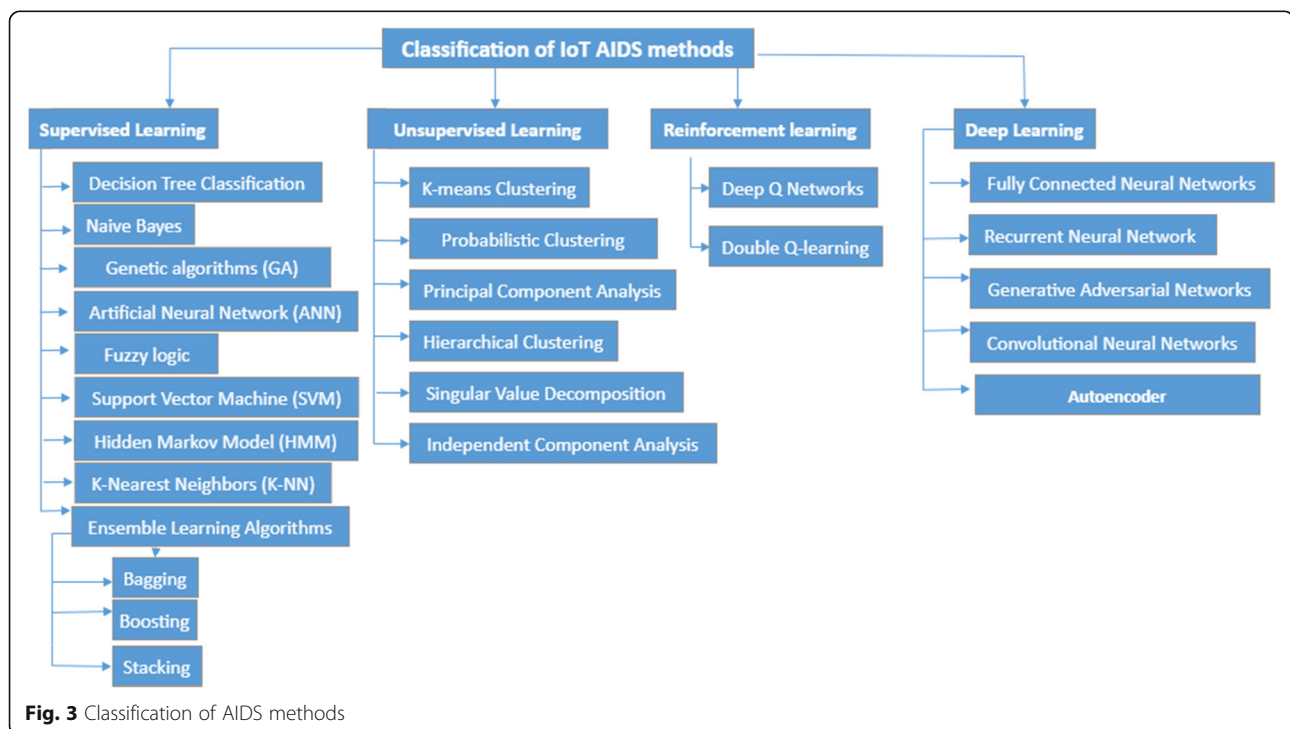 Classification of IoT AIDS methods
Supervised Learning
Decision Tree Classification
Naive Bayes
Genetic algorithms (GA)
Artificial Neural Network (ANN)
Fuzzy logic
Support Vector Machine (SVM)
Hidden Markov Model (HMM)
K-Nearest Neighbors (K-NN)
Ensemble Learning Algorithms
Bagging
Boosting
Stacking
Unsupervised Learning
K-means Clustering
Probabilistic Clustering
Principal Component Analysis
Hierarchical Clustering
Singular Value Decomposition
Independent Component Analysis
Reinforcement learning
Deep Q Networks
Double Q-learning
Deep Learning
Fully Connected Neural Networks
Recurrent Neural Network
Generative Adversarial Networks
Convolutional Neural Networks
Autoencoder
Fig. 3 Classification of AIDS methods